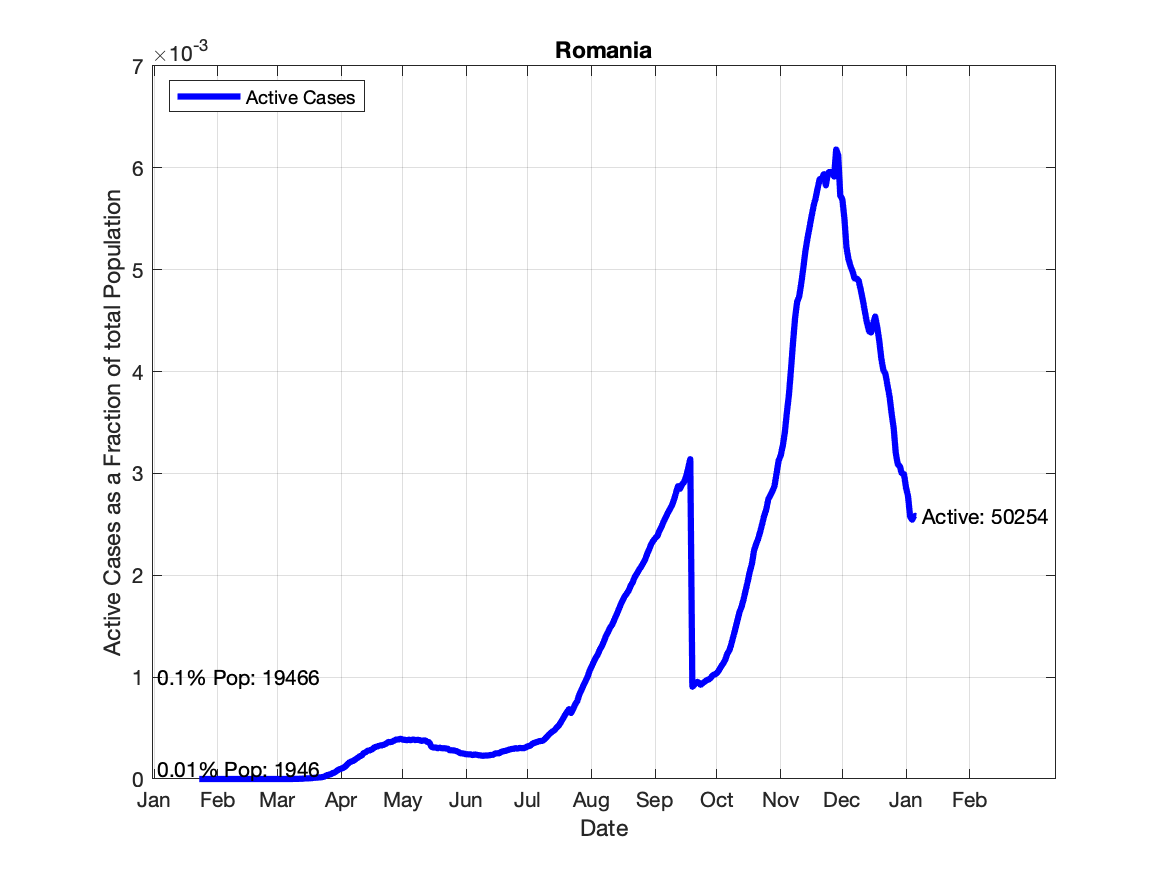 Romania
×10-3
Active Cases
7
6
5
4
3
2
1
0
Active Cases as a Fraction of total Population
Active: 50254
0.1% Pop: 19466
0.01% Pop: 1946
Jan Feb Mar Apr May Jun Jul Aug Sep Oct Nov Dec Jan Feb
Date